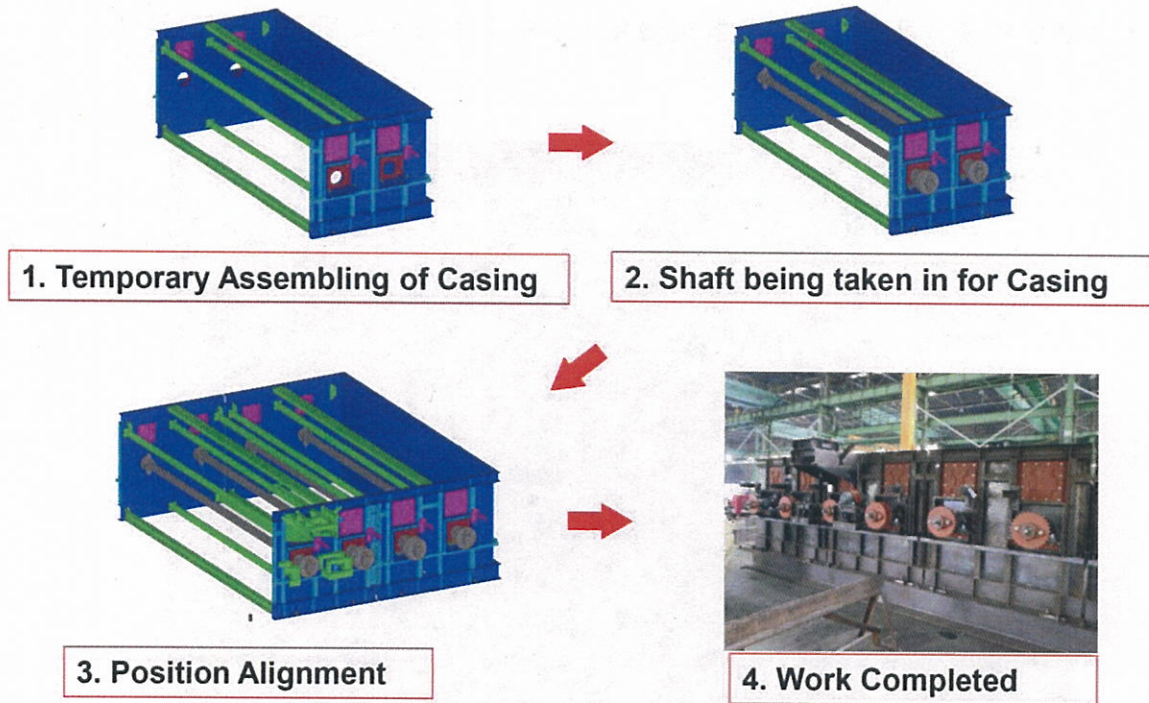 1. Temporary Assembling of Casing
2. Shaft being taken in for Casing
3. Position Alignment
4. Work Completed